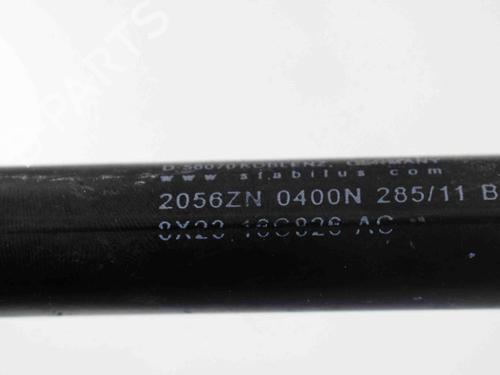 D-56070 KOBLENZ, GERMANY
www stabilus com
2056ZN 0400N 285/11 B
8X23 16C826 AC